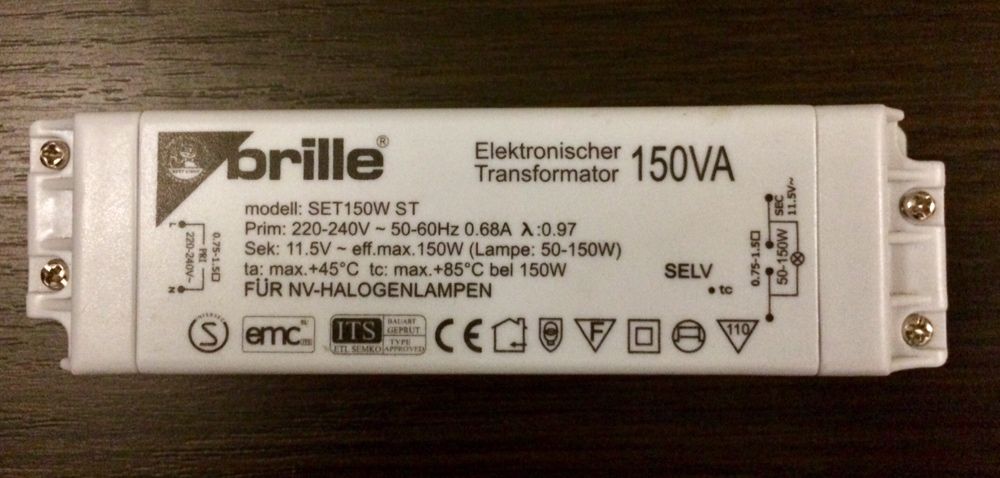 brille®
Elektronischer
Transformator 150VA
modell: SET150W ST
Prim: 220-240V ~ 50-60Hz 0.68A λ:0.97
Sek: 11.5V ~ eff.max.150W (Lampe: 50-150W)
ta: max.+45°C tc: max.+85°C bei 150W
FÜR NV-HALOGENLAMPEN
L
N
220-240V~
PRI
0.75-1.5□
SELV
tc
0.75-1.5□
50-150W
SEC
11.5V~
S
emc
ITS
BAUART
GEPRUT
ETL SEMKO
TYPE
APPROVED
CE
F
110